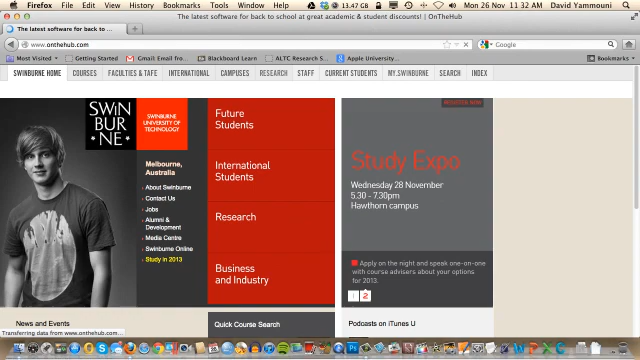 Firefox File Edit View History Bookmarks Tools Window Help 13.47 GB Mon 26 Nov 11:32 AM David Yammouni
The latest software for back to school at great academic & student discounts! | OnTheHub
The latest software for back to ...
www.onthehub.com
Google
Most Visited Getting Started Gmail: Email from... Blackboard Learn ALTC Research S... Apple University... Bookmarks
SWINBURNE HOME COURSES FACULTIES & TAFE INTERNATIONAL CAMPUSES RESEARCH STAFF CURRENT STUDENTS MY.SWINBURNE SEARCH INDEX
REGISTER NOW
SWIN
BUR
NE
SWINBURNE
UNIVERSITY OF
TECHNOLOGY
Melbourne,
Australia
About Swinburne
Contact Us
Jobs
Alumni &
Development
Media Centre
Swinburne Online
Study in 2013
Future
Students
International
Students
Research
Business
and Industry
Study Expo
Wednesday 28 November
5.30 - 7.30pm
Hawthorn campus
Apply on the night and speak one-on-one
with course advisers about your options
for 2013.
1 2
Transferring data from www.onthehub.com...
News and Events
Quick Course Search
Podcasts on iTunes U